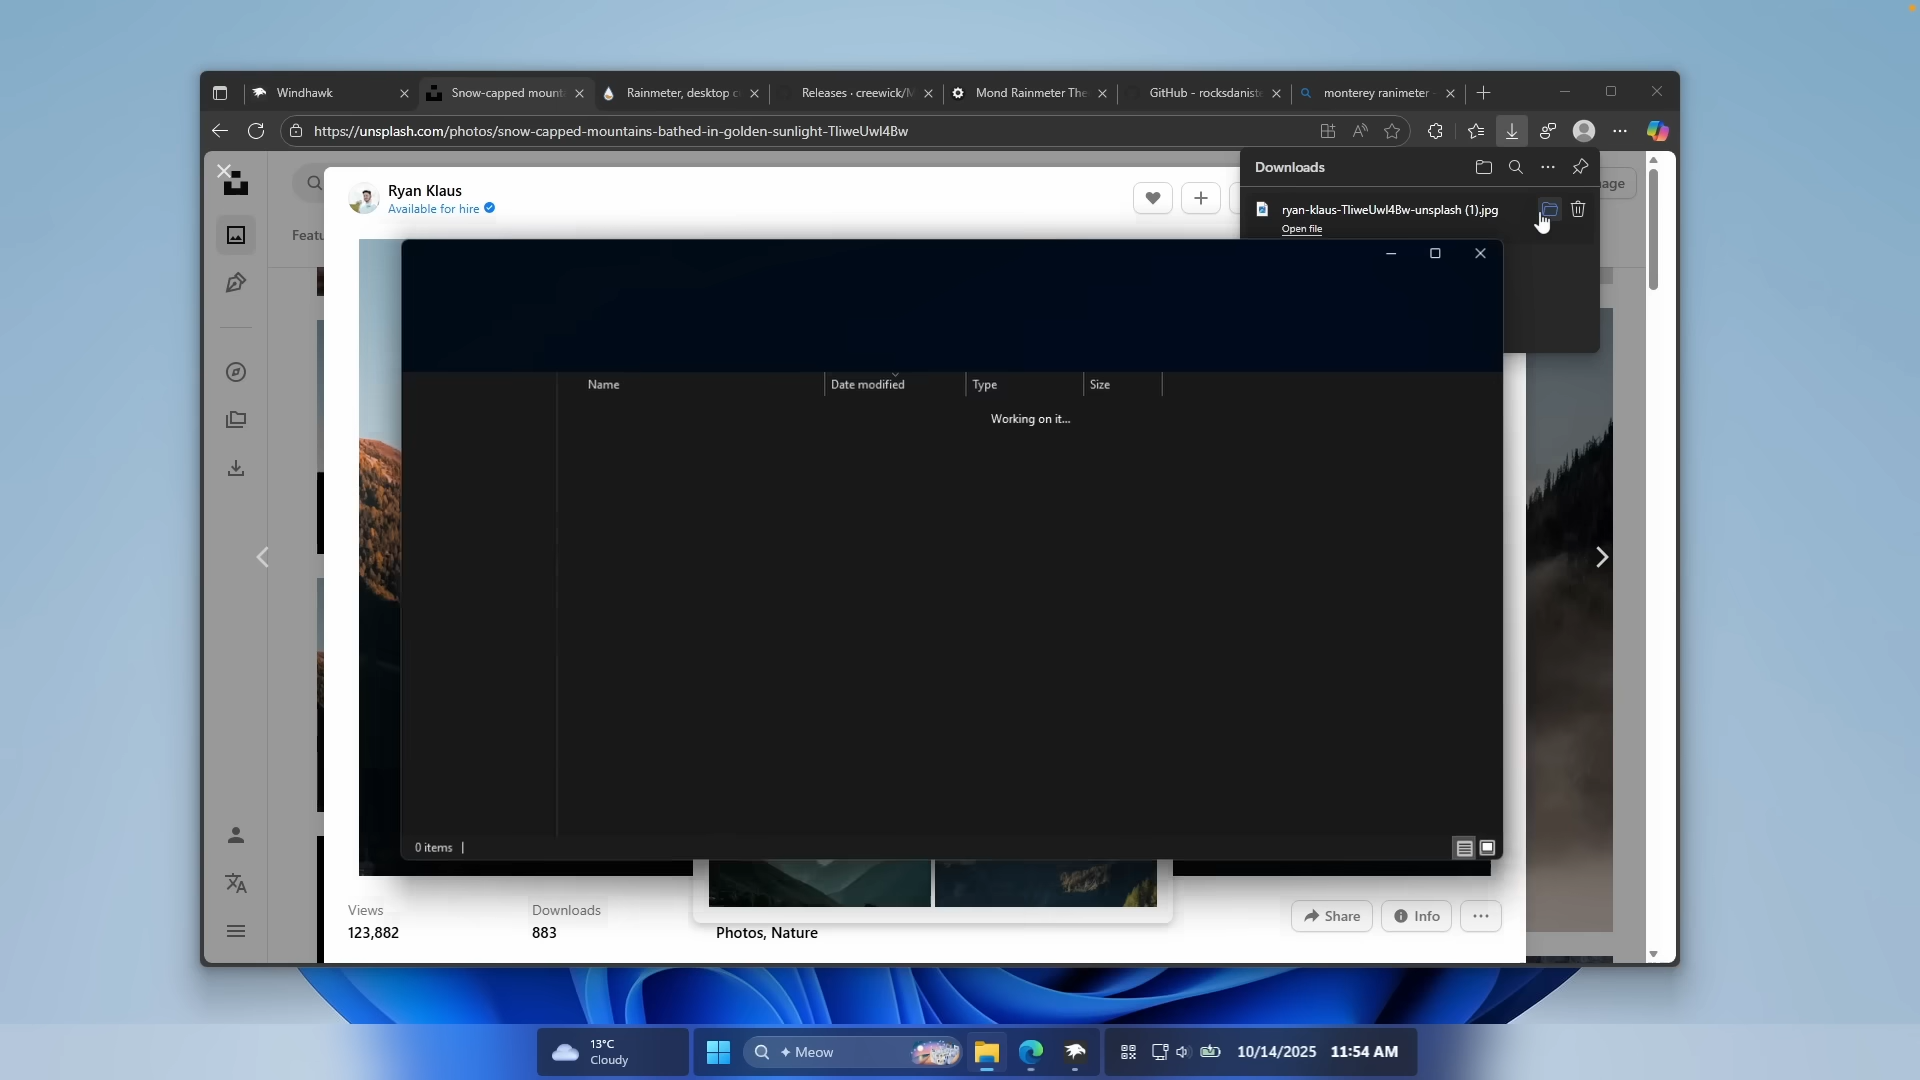 Windhawk
Snow-capped mount
Rainmeter, desktop c
Releases · creewick/M
Mond Rainmeter The
GitHub - rocksdanist
monterey ranimeter
https://unsplash.com/photos/snow-capped-mountains-bathed-in-golden-sunlight-TliweUwl4Bw
Downloads
age
Ryan Klaus
Available for hire
ryan-klaus-TliweUwl4Bw-unsplash (1).jpg
Open file
Featu
Name
Date modified
Type
Size
Working on it...
0 items
Views
Downloads
123,882
883
Photos, Nature
Share
Info
13°C
Cloudy
Meow
10/14/2025
11:54 AM